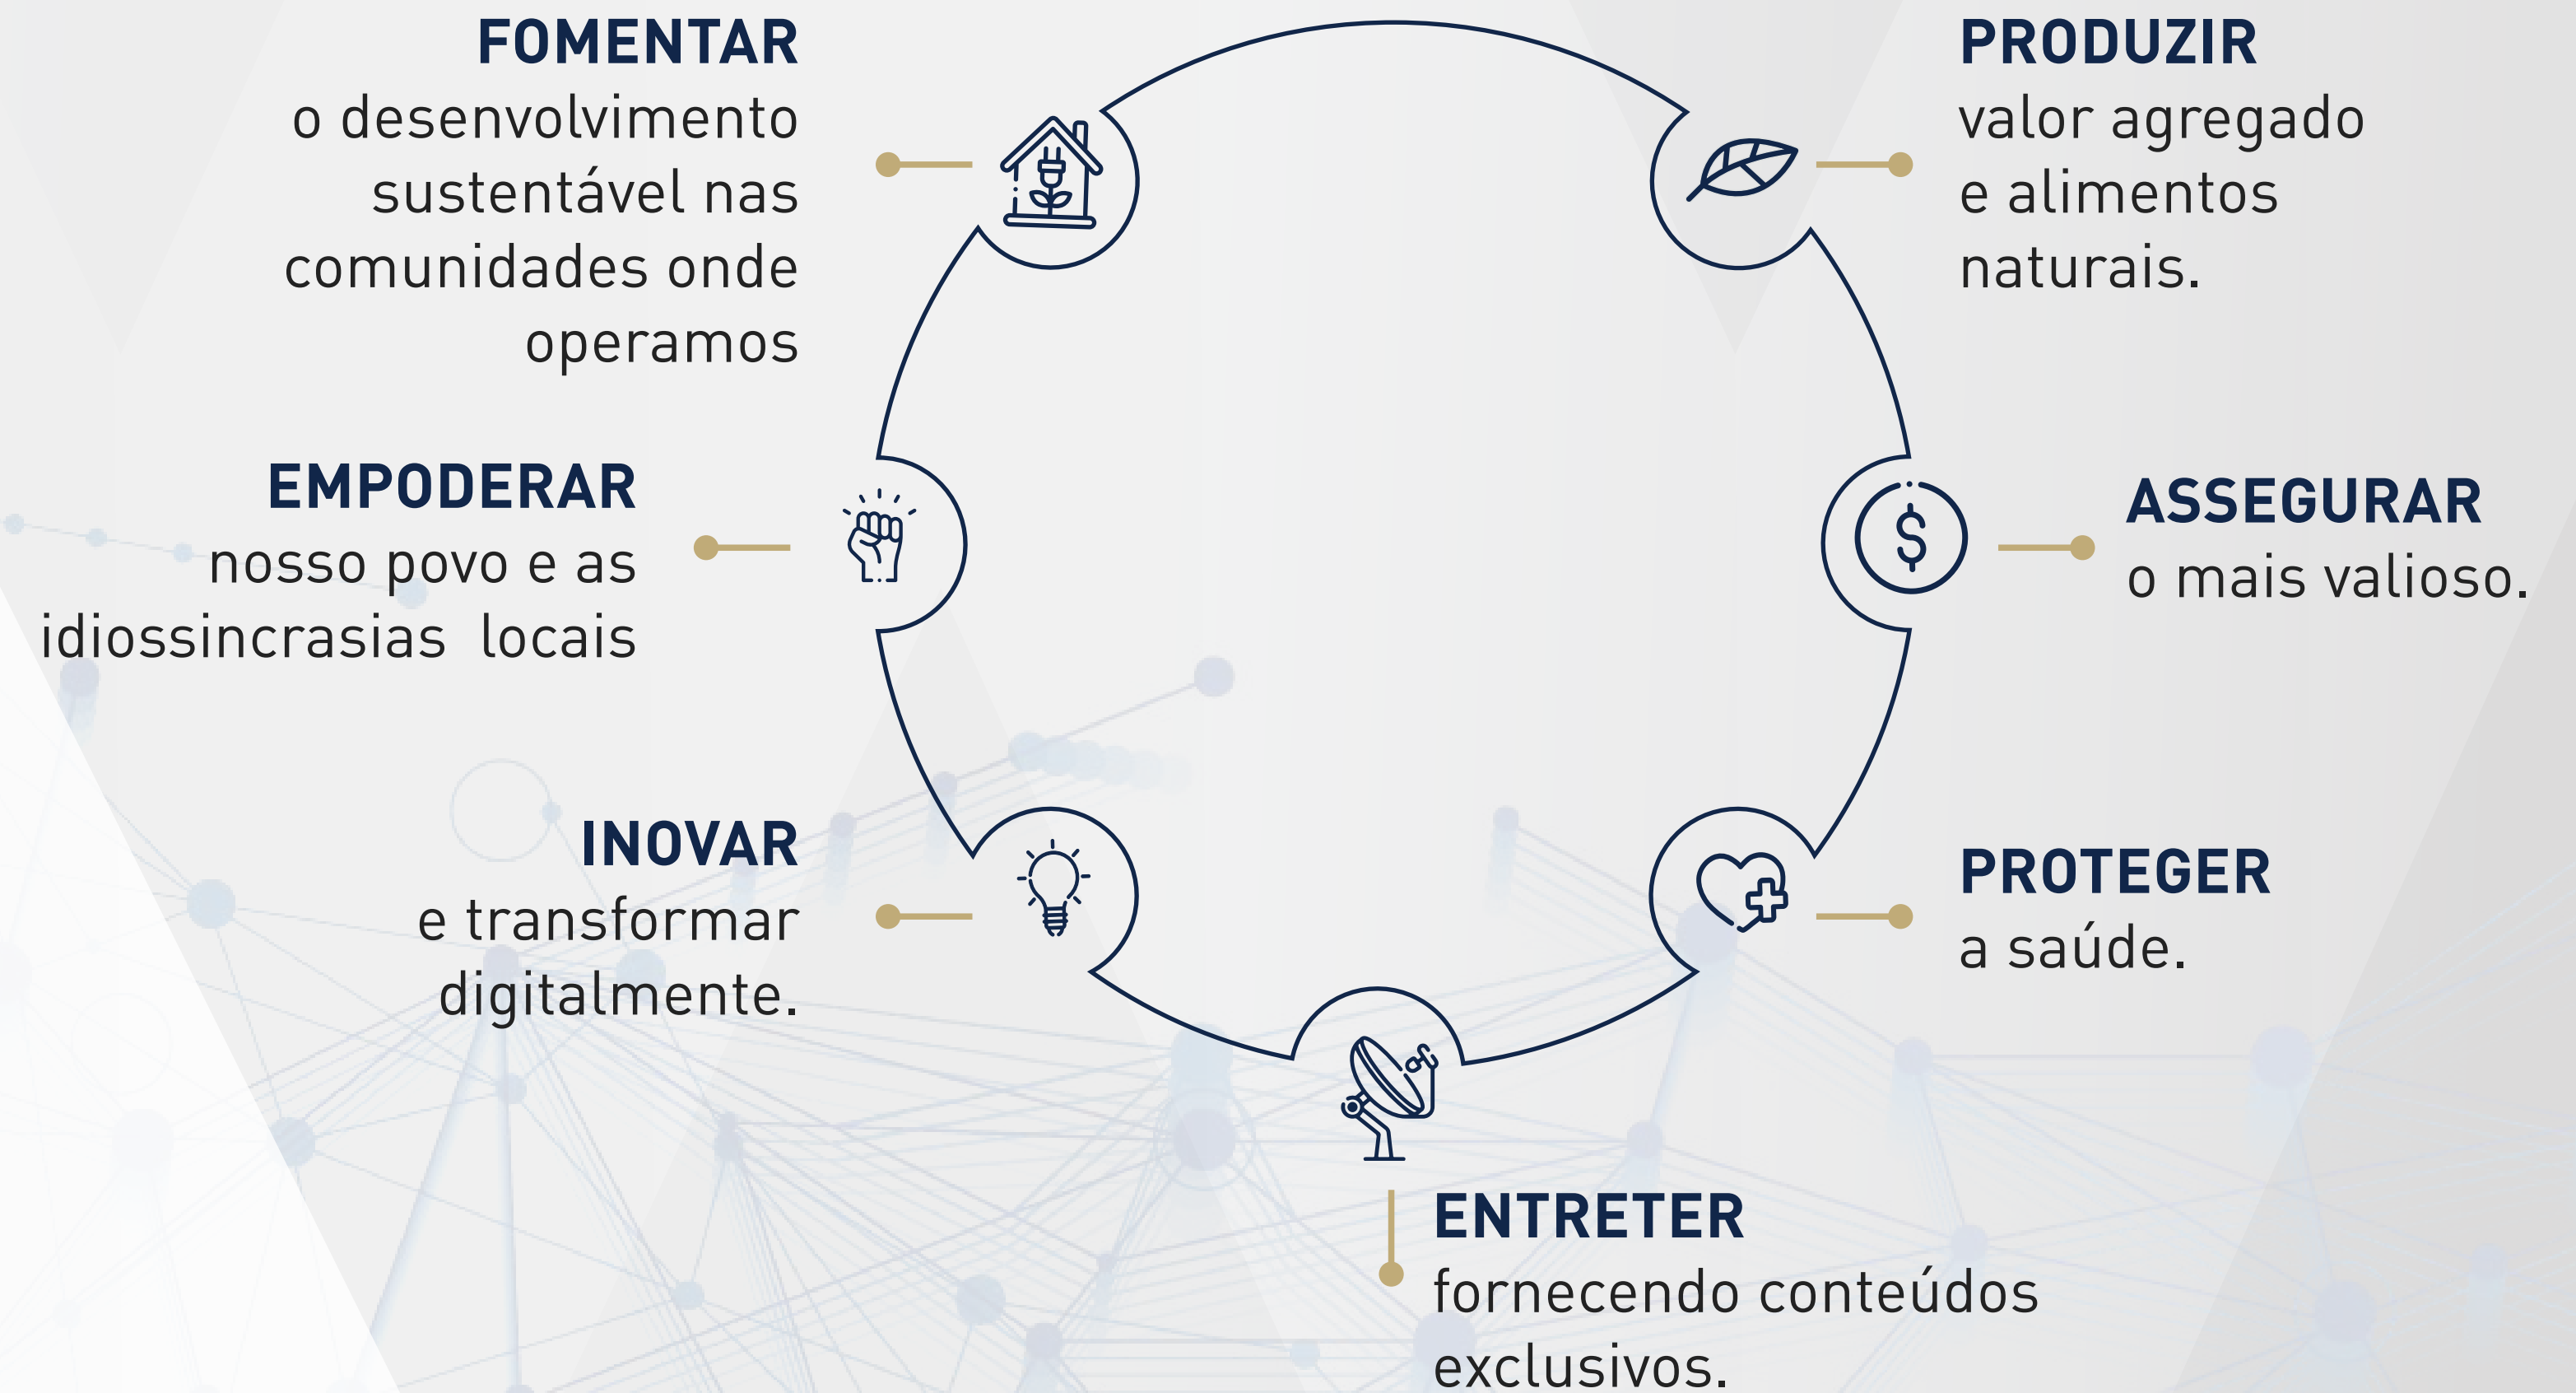 FOMENTAR
o desenvolvimento
sustentável nas
comunidades onde
operamos
PRODUZIR
valor agregado
e alimentos
naturais.
EMPODERAR
nosso povo e as
idiossincrasias  locais
ASSEGURAR
o mais valioso.
INOVAR
e transformar
digitalmente.
PROTEGER
a saúde.
ENTRETER
fornecendo conteúdos
exclusivos.